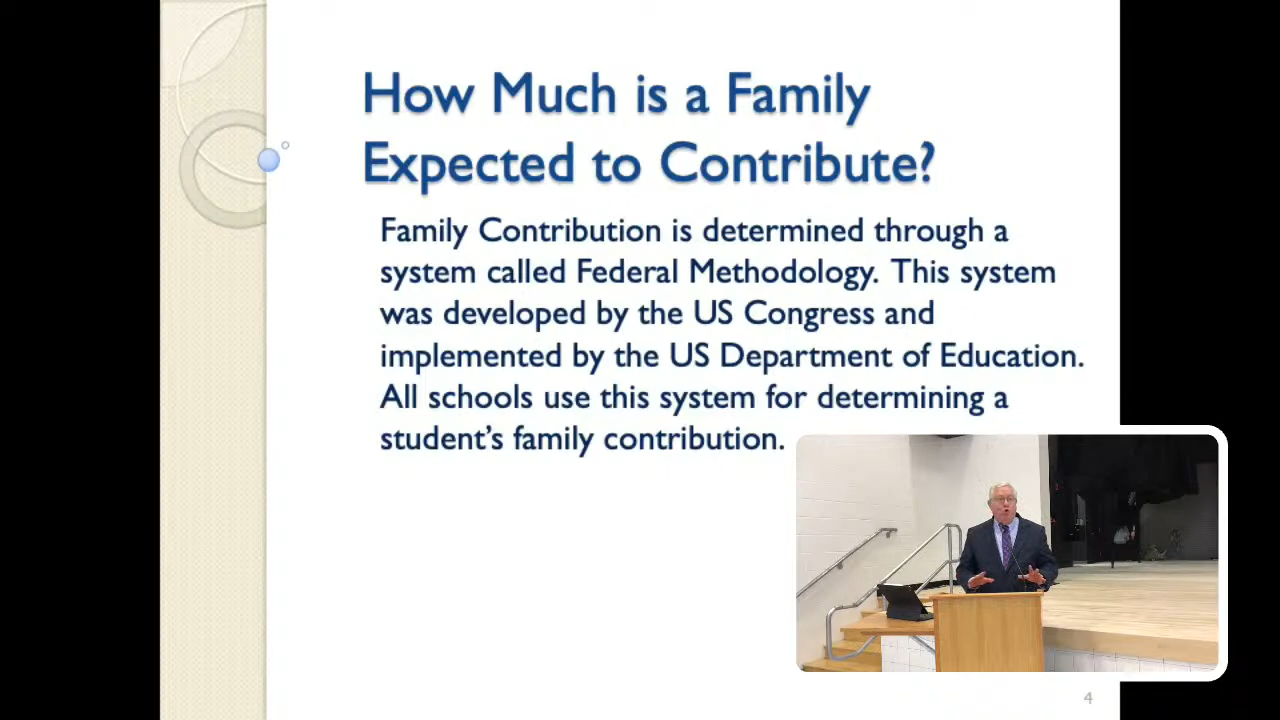 How Much is a Family
Expected to Contribute?
Family Contribution is determined through a
system called Federal Methodology. This system
was developed by the US Congress and
implemented by the US Department of Education.
All schools use this system for determining a
student’s family contribution.
4